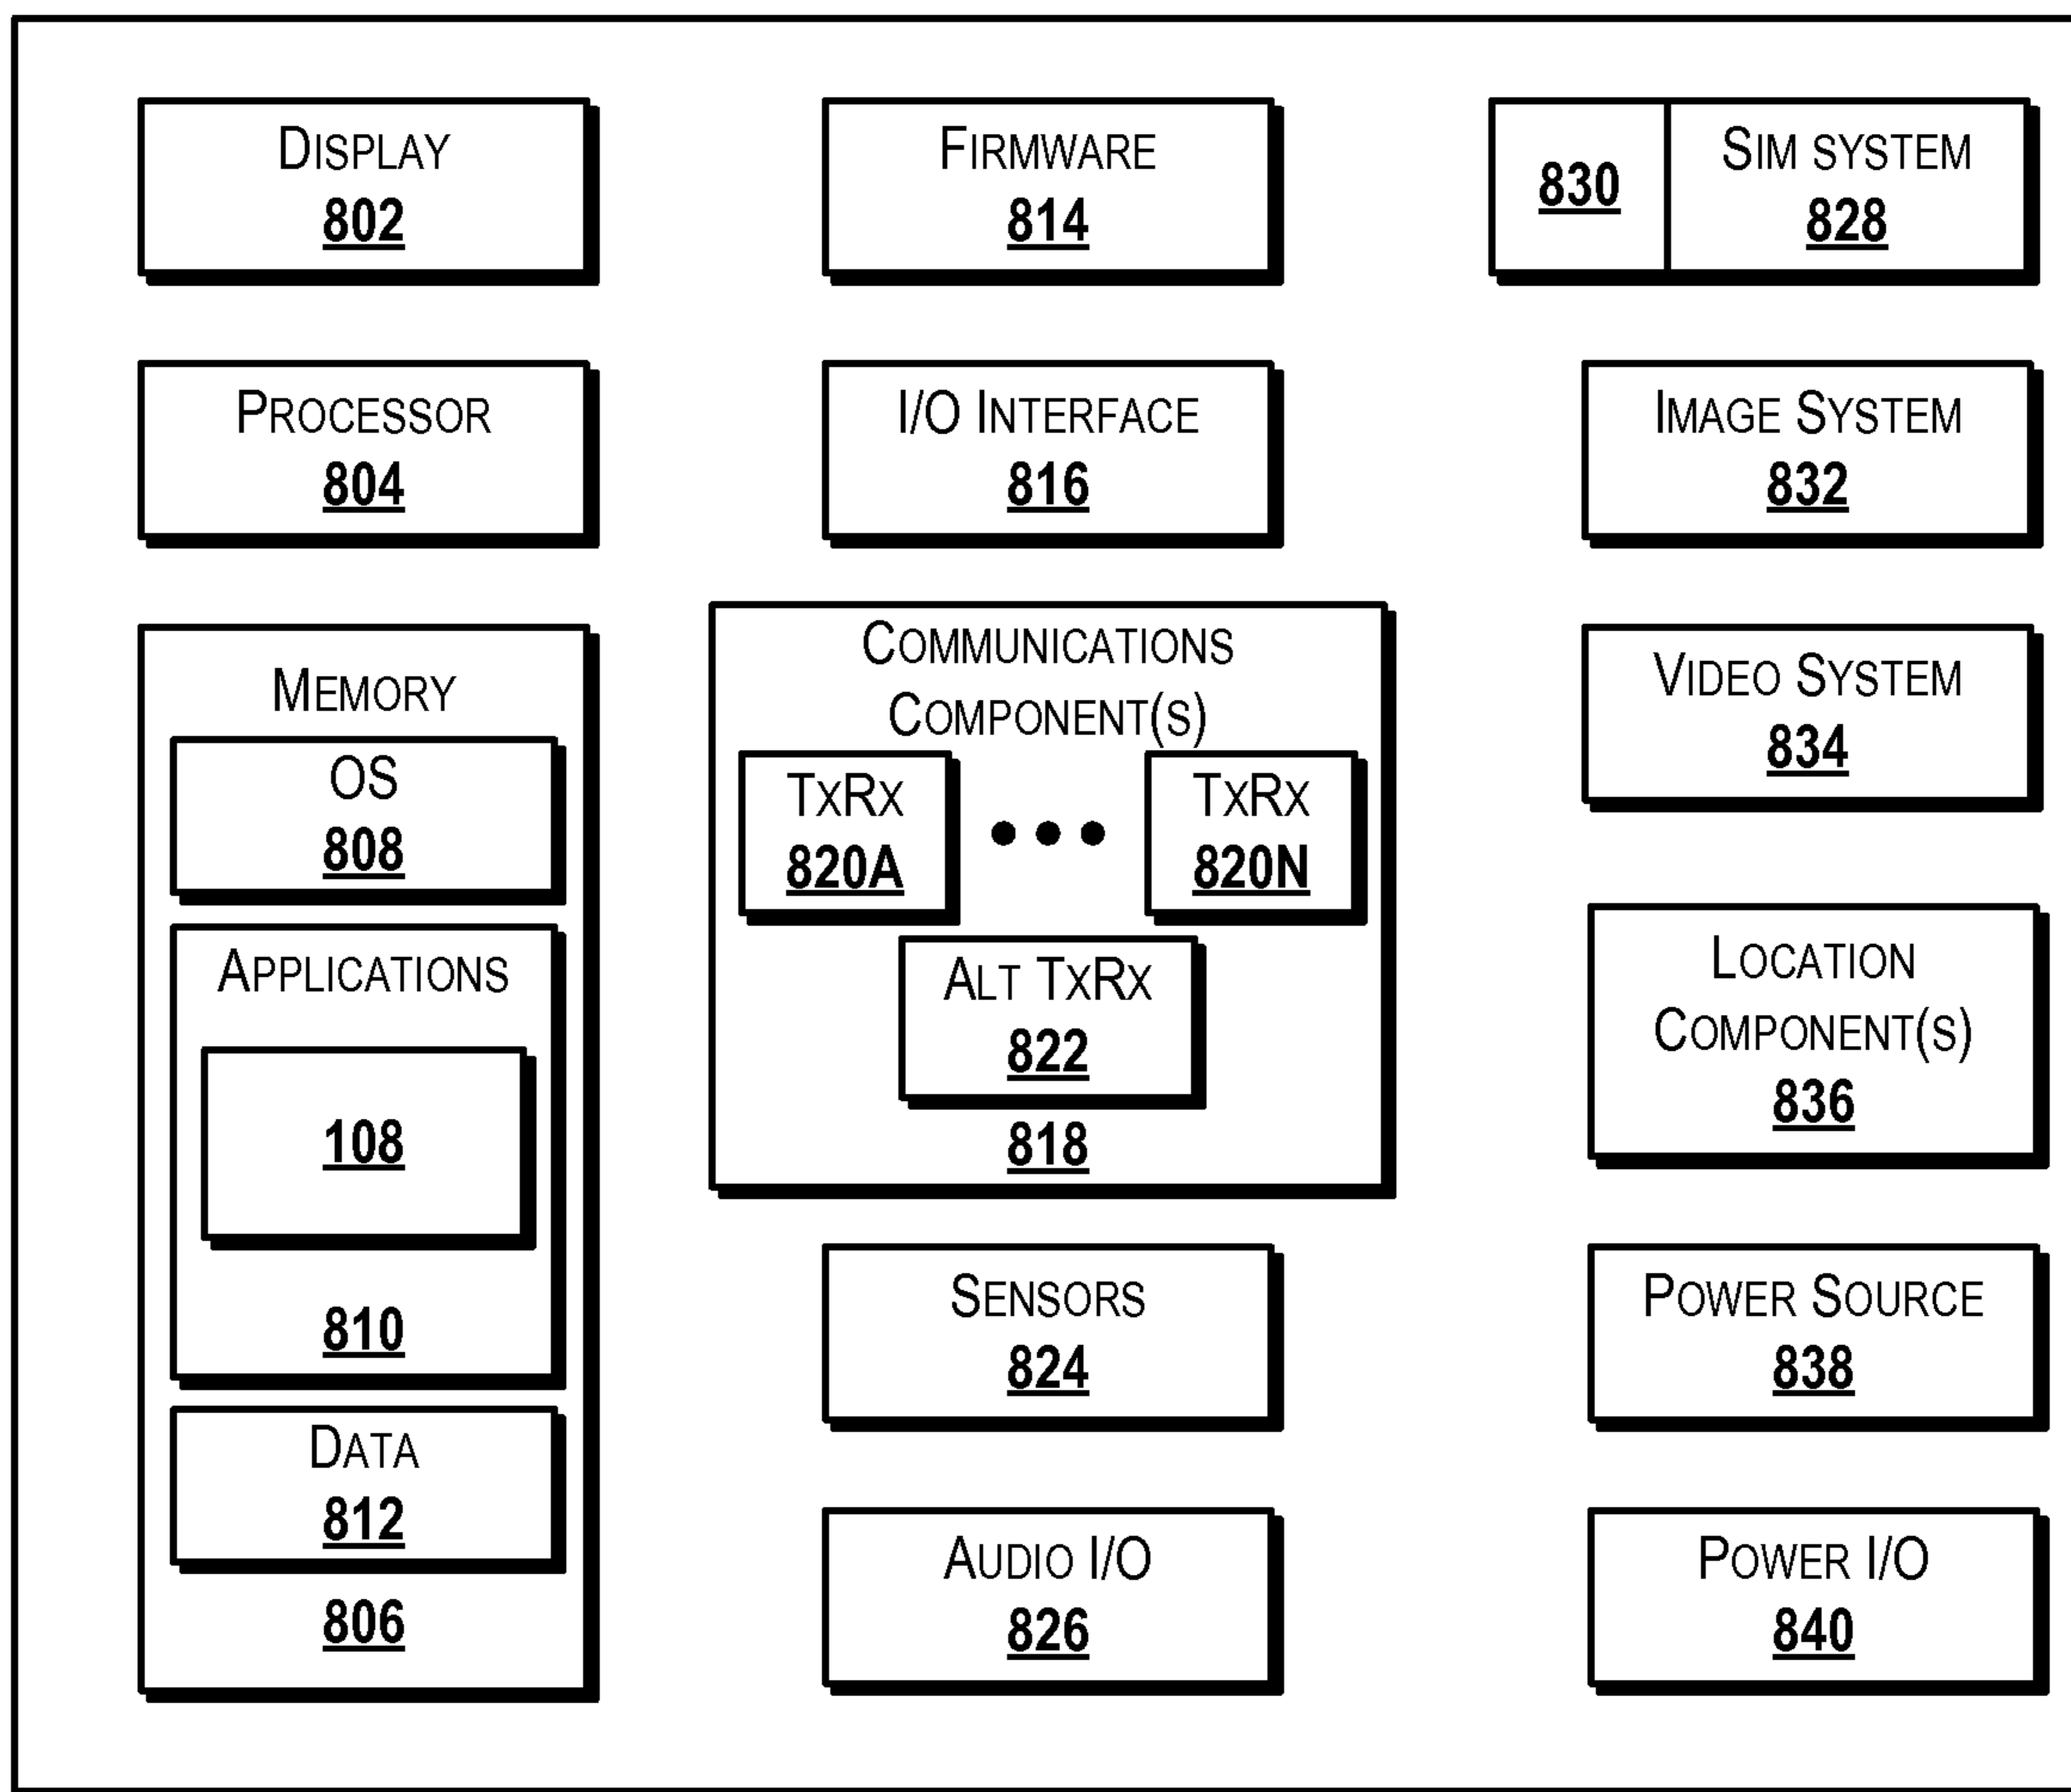 DISPLAY
802
PROCESSOR
804
MEMORY
OS
808
APPLICATIONS
108
810
DATA
812
806
FIRMWARE
814
I/O INTERFACE
816
COMMUNICATIONS
COMPONENT(S)
TXRX
820A
TXRX
820N
ALT TXRX
822
818
SENSORS
824
AUDIO I/O
826
830
SIM SYSTEM
828
IMAGE SYSTEM
832
VIDEO SYSTEM
834
LOCATION
COMPONENT(S)
836
POWER SOURCE
838
POWER I/O
840